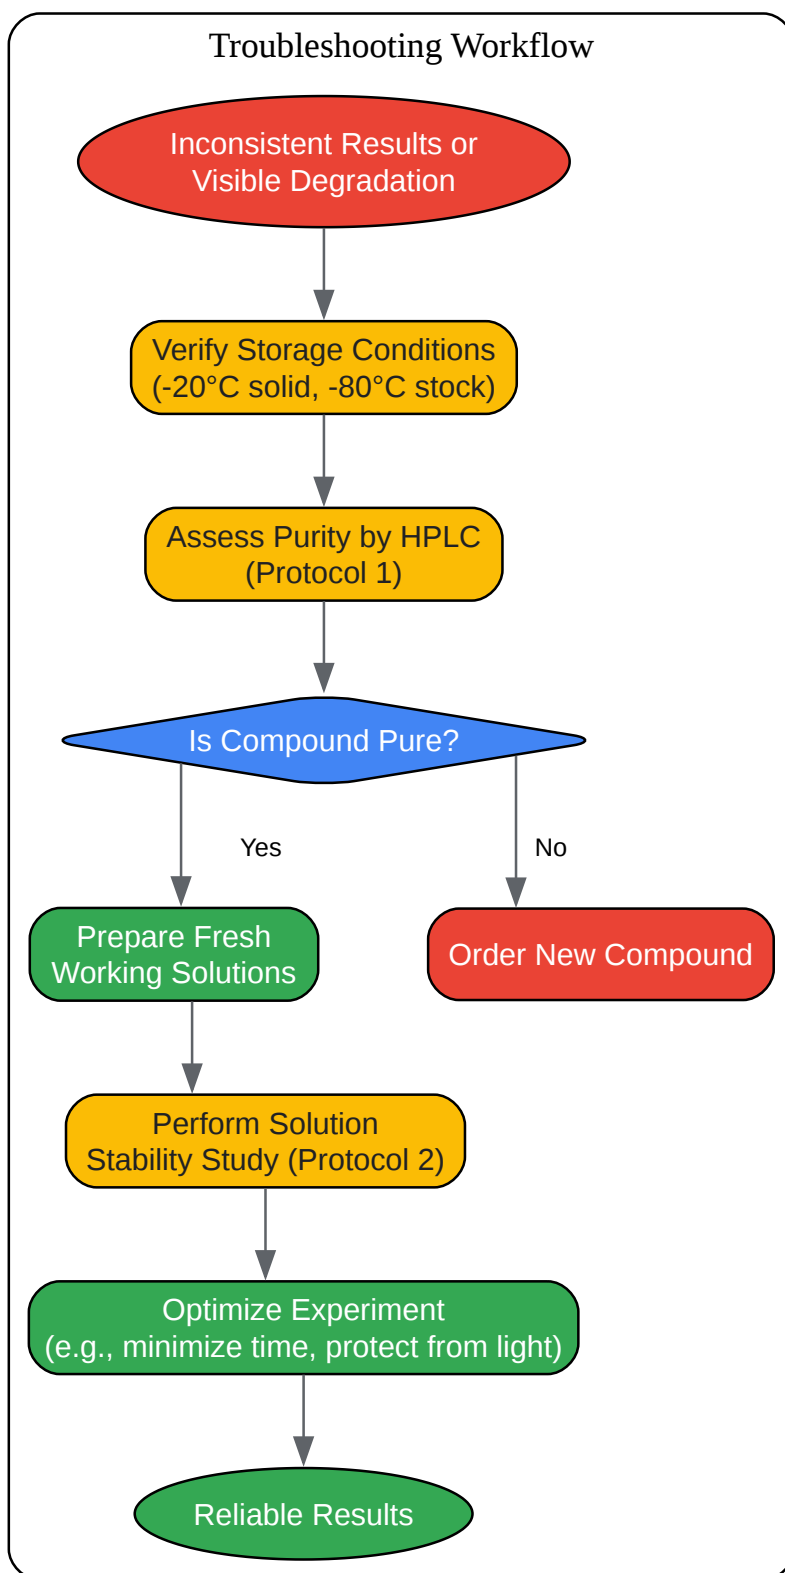 Troubleshooting Workflow
Inconsistent Results or
Visible Degradation
Verify Storage Conditions
(-20°C solid, -80°C stock)
Assess Purity by HPLC
(Protocol 1)
Is Compound Pure?
Yes
No
Prepare Fresh
Working Solutions
Order New Compound
Perform Solution
Stability Study (Protocol 2)
Optimize Experiment
(e.g., minimize time, protect from light)
Reliable Results